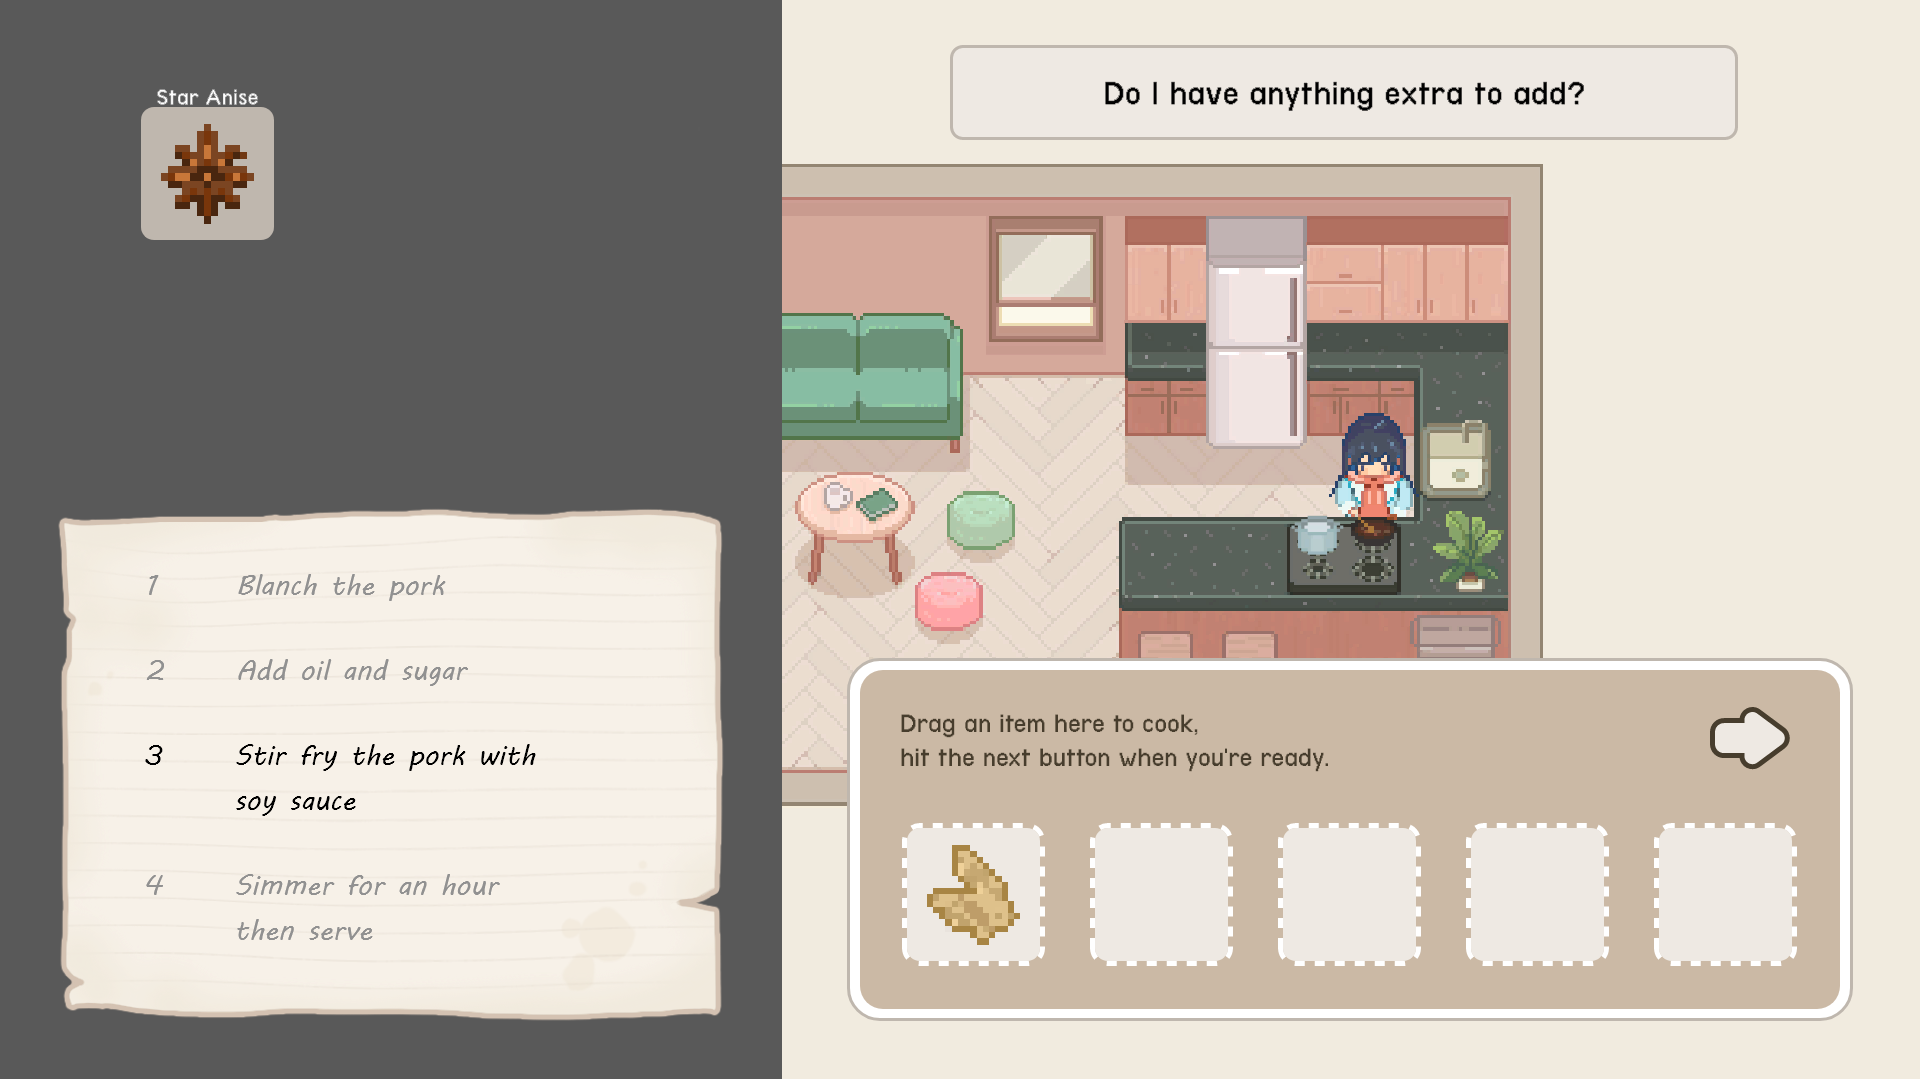 Star Anise
Do I have anything extra to add?
1 Blanch the pork
2 Add oil and sugar
3 Stir fry the pork with
soy sauce
4 Simmer for an hour
then serve
Drag an item here to cook,
hit the next button when you're ready.